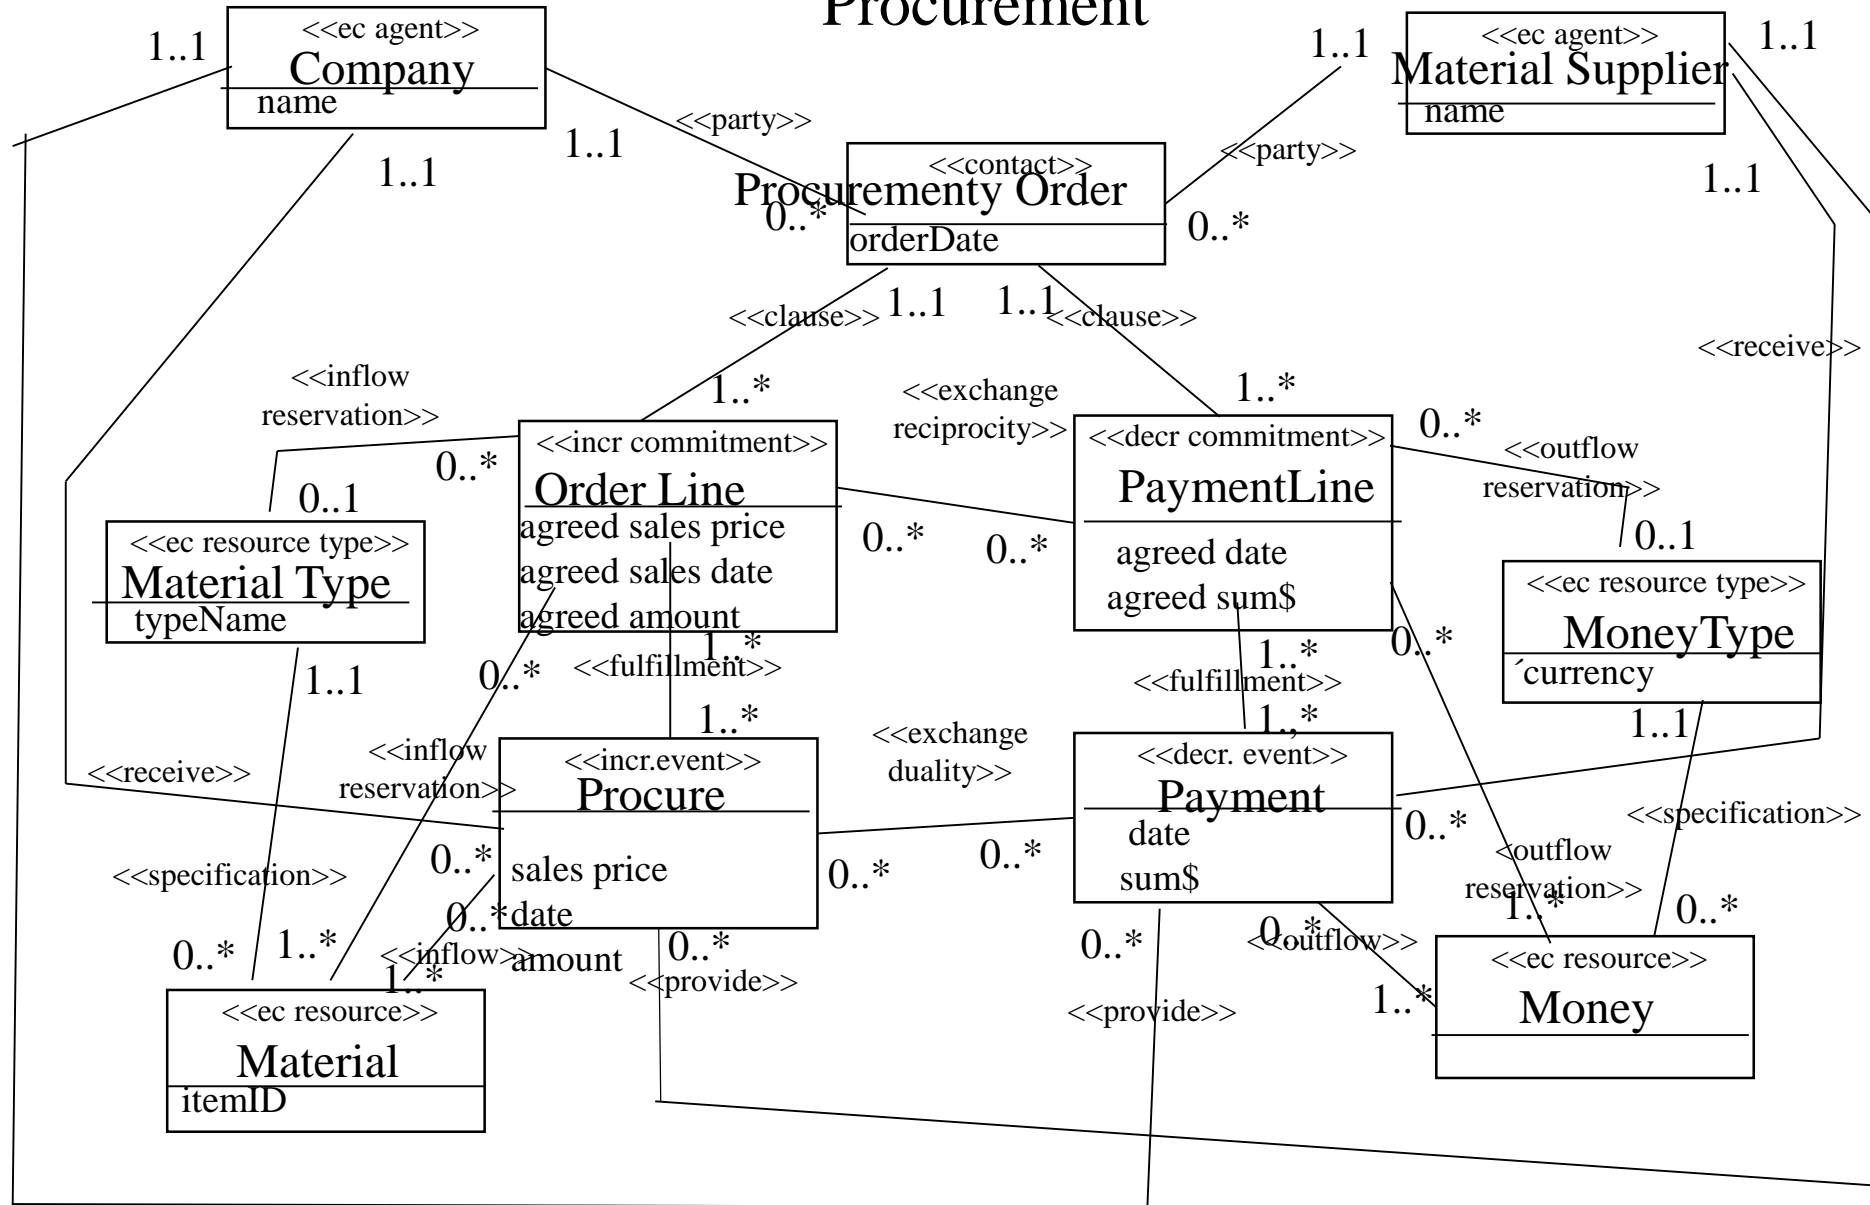 Procurement
<<ec agent>>
Company
name
1..1
1..1
1..1
<<party>>
<<ec agent>>
Material Supplier
name
1..1
1..1
1..1
<<party>>
<<contact>>
Procurementy Order
orderDate
0..*
0..*
1..1
1..1
<<clause>>
<<clause>>
<<receive>>
<<inflow
reservation>>
1..*
<<exchange
reciprocity>>
1..*
0..*
<<outflow
reservation>>
0..*
0..1
<<incr commitment>>
Order Line
agreed sales price
agreed sales date
agreed amount
0..*
0..*
<<decr commitment>>
PaymentLine
agreed date
agreed sum$
0..1
<<ec resource type>>
Material Type
typeName
<<ec resource type>>
MoneyType
´currency
1..1
0..*
1..*
<<fulfillment>>
1..*
1..*
<<fulfillment>>
1..*
0..*
1..1
<<receive>>
<<inflow
reservation>>
<<incr.event>>
Procure
sales price
date
amount
<<exchange
duality>>
0..*
0..*
<<decr. event>>
Payment
date
sum$
0..*
<<specification>>
<<outflow
reservation>>
<<specification>>
0..*
0..*
1..*
0..*
<<inflow>>
1..*
0..*
<<provide>>
0..*
<<provide>>
0..*
<<outflow>>
1..*
1..*
0..*
<<ec resource>>
Material
itemID
<<ec resource>>
Money